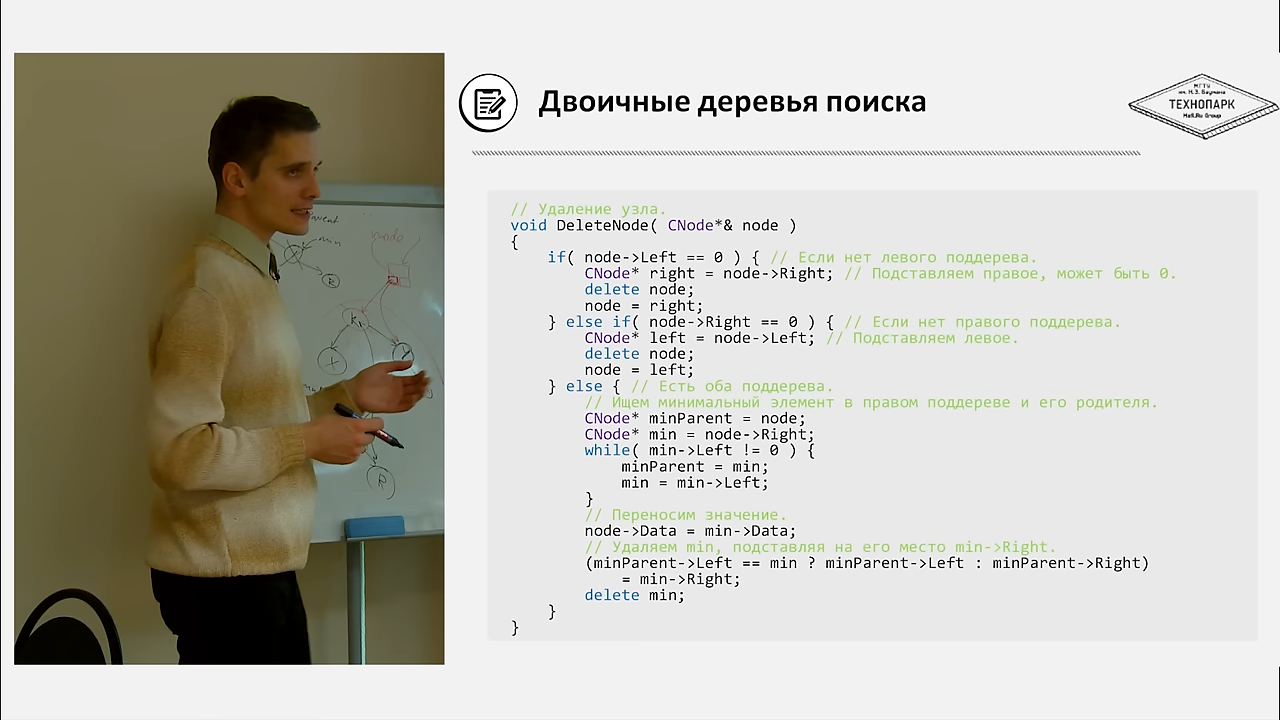 Двоичные деревья поиска
МГТУ
им. Н.Э. Баумана
ТЕХНОПАРК
Mail.Ru Group
// Удаление узла.
void DeleteNode( CNode*& node )
{
if( node->Left == 0 ) { // Если нет левого поддерева.
CNode* right = node->Right; // Подставляем правое, может быть 0.
delete node;
node = right;
} else if( node->Right == 0 ) { // Если нет правого поддерева.
CNode* left = node->Left; // Подставляем левое.
delete node;
node = left;
} else { // Есть оба поддерева.
// Ищем минимальный элемент в правом поддереве и его родителя.
CNode* minParent = node;
CNode* min = node->Right;
while( min->Left != 0 ) {
minParent = min;
min = min->Left;
}
// Переносим значение.
node->Data = min->Data;
// Удаляем min, подставляя на его место min->Right.
(minParent->Left == min ? minParent->Left : minParent->Right)
= min->Right;
delete min;
}
}
min
node
R
X
R